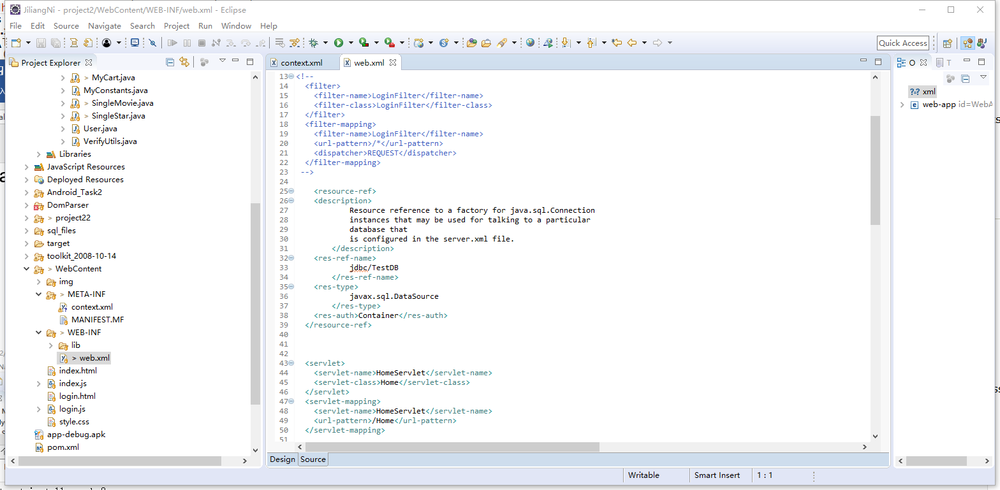 JiliangNi - project2/WebContent/WEB-INF/web.xml - Eclipse
File Edit Source Navigate Search Project Run Window Help
Quick Access
Project Explorer
> MyCart.java
MyConstants.java
> SingleMovie.java
> SingleStar.java
User.java
VerifyUtils.java
Libraries
JavaScript Resources
Deployed Resources
Android_Task2
DomParser
> project22
sql_files
target
toolkit_2008-10-14
> WebContent
img
> META-INF
context.xml
MANIFEST.MF
> WEB-INF
lib
> web.xml
index.html
index.js
login.html
login.js
style.css
app-debug.apk
pom.xml
context.xml
web.xml
13 <!--
14 <filter>
15 <filter-name>LoginFilter</filter-name>
16 <filter-class>LoginFilter</filter-class>
17 </filter>
18 <filter-mapping>
19 <filter-name>LoginFilter</filter-name>
20 <url-pattern>/*</url-pattern>
21 <dispatcher>REQUEST</dispatcher>
22 </filter-mapping>
23 -->
24
25 <resource-ref>
26 <description>
27 Resource reference to a factory for java.sql.Connection
28 instances that may be used for talking to a particular
29 database that
30 is configured in the server.xml file.
31 </description>
32 <res-ref-name>
33 jdbc/TestDB
34 </res-ref-name>
35 <res-type>
36 javax.sql.DataSource
37 </res-type>
38 <res-auth>Container</res-auth>
39 </resource-ref>
40
41
42
43 <servlet>
44 <servlet-name>HomeServlet</servlet-name>
45 <servlet-class>Home</servlet-class>
46 </servlet>
47 <servlet-mapping>
48 <servlet-name>HomeServlet</servlet-name>
49 <url-pattern>/Home</url-pattern>
50 </servlet-mapping>
51
Design Source
O T
?=? xml
e web-app id=WebA
Writable Smart Insert 1 : 1